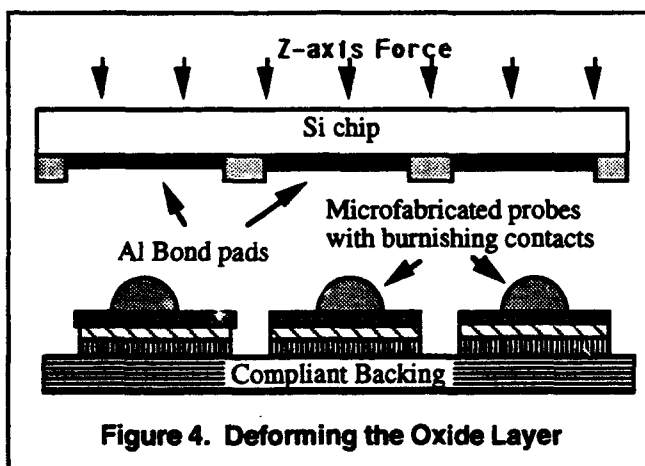 Z-axis Force
Si chip
Al Bond pads
Microfabricated probes
with burnishing contacts
Compliant Backing
Figure 4. Deforming the Oxide Layer